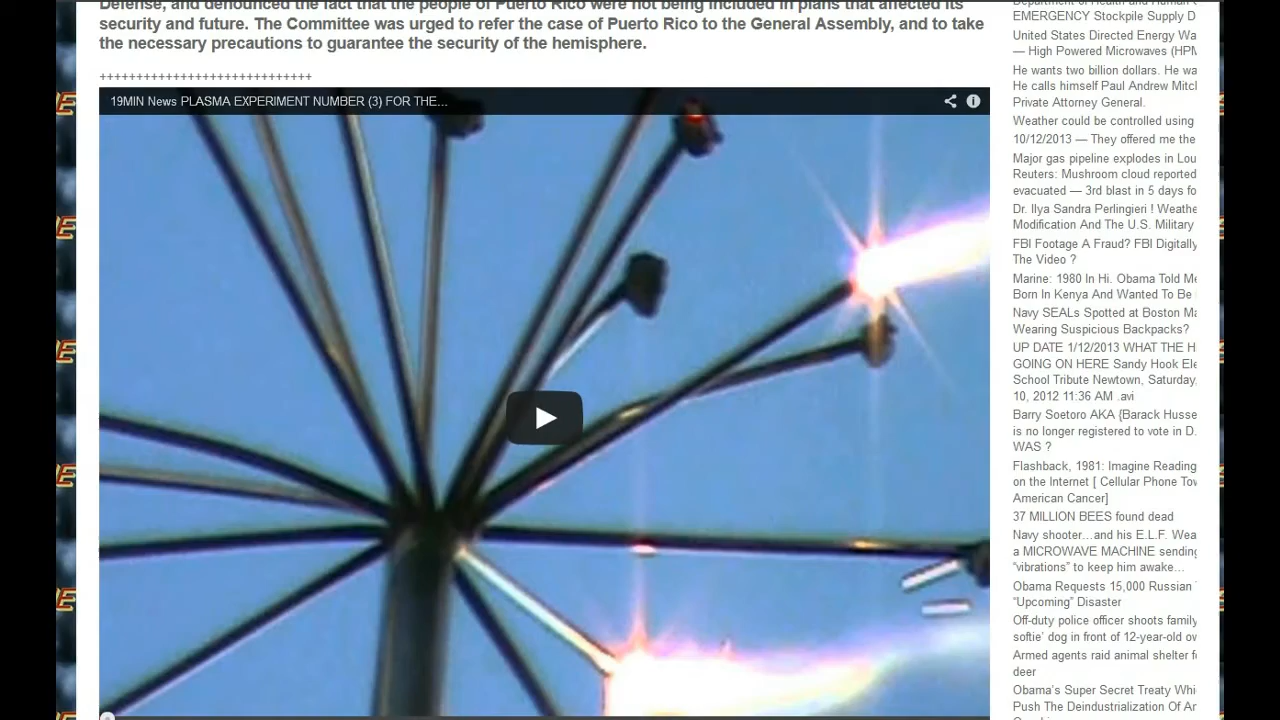 Defense, and denounced the fact that the people of Puerto Rico were not being included in plans that affected its
security and future. The Committee was urged to refer the case of Puerto Rico to the General Assembly, and to take
the necessary precautions to guarantee the security of the hemisphere.
+++++++++++++++++++++++++++++
19MIN News PLASMA EXPERIMENT NUMBER (3) FOR THE...
Department of Health and Human
EMERGENCY Stockpile Supply D
United States Directed Energy Wa
— High Powered Microwaves (HPM
He wants two billion dollars. He wa
He calls himself Paul Andrew Mitcl
Private Attorney General.
Weather could be controlled using
10/12/2013 — They offered me the
Major gas pipeline explodes in Lou
Reuters: Mushroom cloud reported
evacuated — 3rd blast in 5 days fo
Dr. Ilya Sandra Perlingieri ! Weathe
Modification And The U.S. Military
FBI Footage A Fraud? FBI Digitally
The Video ?
Marine: 1980 In Hi. Obama Told Me
Born In Kenya And Wanted To Be
Navy SEALs Spotted at Boston Ma
Wearing Suspicious Backpacks?
UP DATE 1/12/2013 WHAT THE H
GOING ON HERE Sandy Hook Ele
School Tribute Newtown, Saturday,
10, 2012 11:36 AM .avi
Barry Soetoro AKA {Barack Husse
is no longer registered to vote in D.
WAS ?
Flashback, 1981: Imagine Reading
on the Internet [ Cellular Phone Tow
American Cancer]
37 MILLION BEES found dead
Navy shooter…and his E.L.F. Wea
a MICROWAVE MACHINE sending
“vibrations” to keep him awake…
Obama Requests 15,000 Russian
“Upcoming” Disaster
Off-duty police officer shoots family
softie’ dog in front of 12-year-old ow
Armed agents raid animal shelter fo
deer
Obama’s Super Secret Treaty Whi
Push The Deindustrialization Of Am